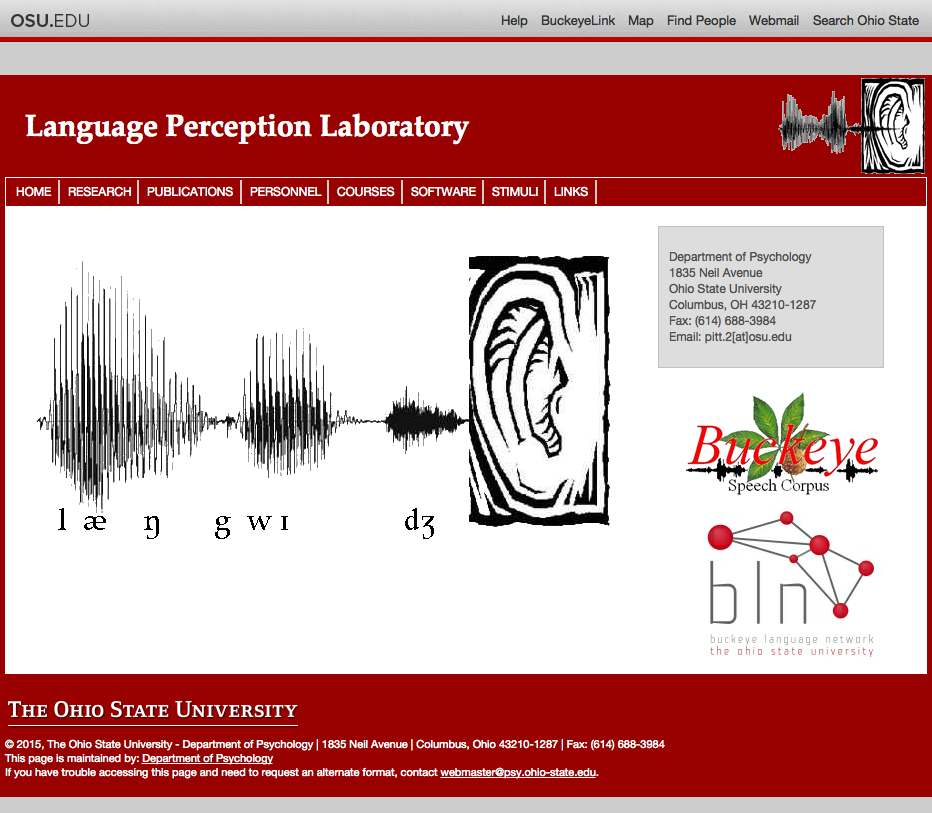 OSU.EDU
Help BuckeyeLink Map Find People Webmail Search Ohio State
Language Perception Laboratory
HOME RESEARCH PUBLICATIONS PERSONNEL COURSES SOFTWARE STIMULI LINKS
l æ ŋ g w ɪ dʒ
Department of Psychology
1835 Neil Avenue
Ohio State University
Columbus, OH 43210-1287
Fax: (614) 688-3984
Email: pitt.2[at]osu.edu
Buckeye
Speech Corpus
bln
buckeye language network
the ohio state university
THE OHIO STATE UNIVERSITY
© 2015, The Ohio State University - Department of Psychology | 1835 Neil Avenue | Columbus, Ohio 43210-1287 | Fax: (614) 688-3984
This page is maintained by: Department of Psychology
If you have trouble accessing this page and need to request an alternate format, contact webmaster@psy.ohio-state.edu.